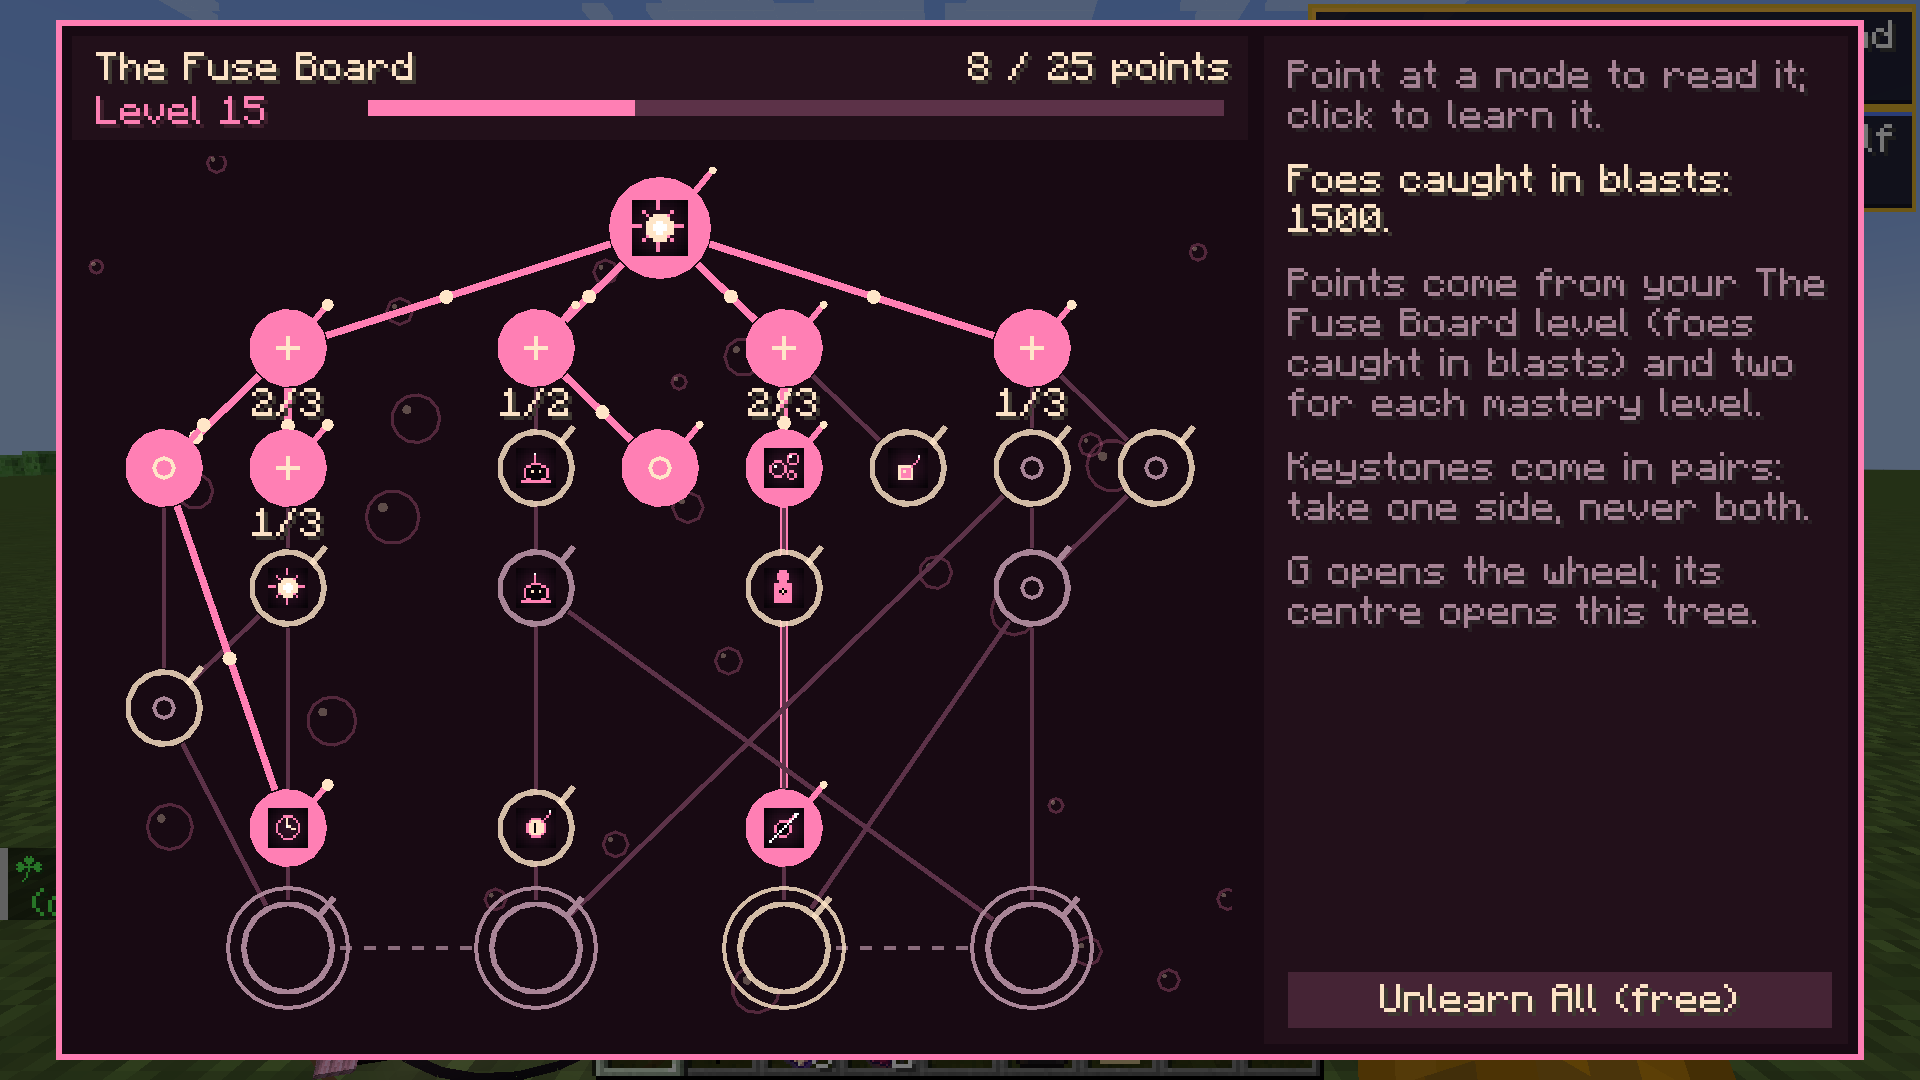 The Fuse Board
8 / 25 points
Level 15
2/3
1/2
2/3
1/3
1/3
Point at a node to read it;
click to learn it.
Foes caught in blasts:
1500.
Points come from your The
Fuse Board level (foes
caught in blasts) and two
for each mastery level.
Keystones come in pairs:
take one side, never both.
G opens the wheel; its
centre opens this tree.
Unlearn All (free)